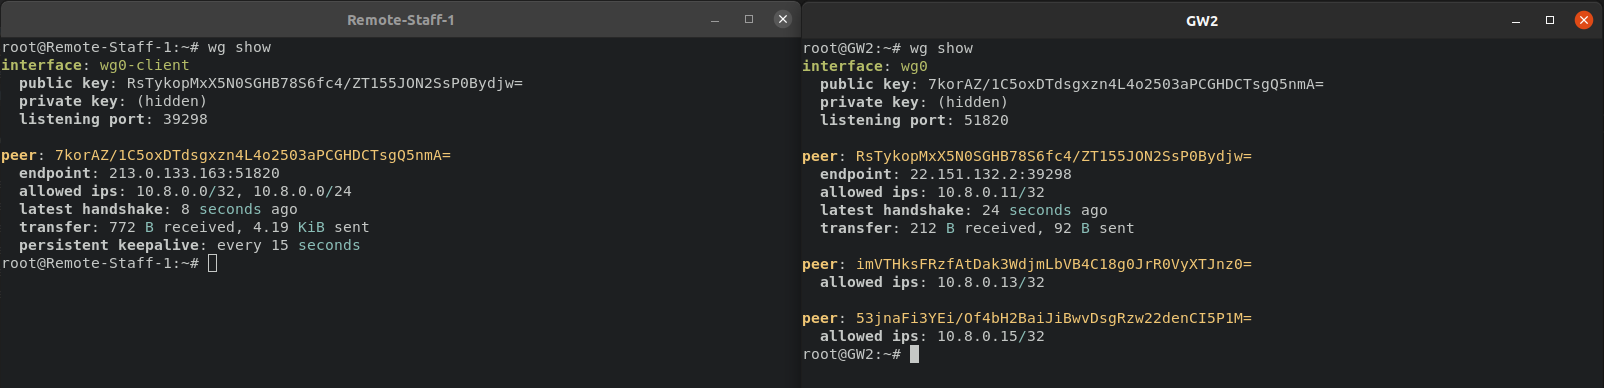 Remote-Staff-1
root@Remote-Staff-1:~# wg show
interface: wg0-client
public key: RsTykopMxX5N0SGHB78S6fc4/ZT155JON2SsP0Bydjw=
private key: (hidden)
listening port: 39298
peer: 7korAZ/1C5oxDTdsgxzn4L4o2503aPCGHDCTsgQ5nmA=
endpoint: 213.0.133.163:51820
allowed ips: 10.8.0.0/32, 10.8.0.0/24
latest handshake: 8 seconds ago
transfer: 772 B received, 4.19 KiB sent
persistent keepalive: every 15 seconds
root@Remote-Staff-1:~#
GW2
root@GW2:~# wg show
interface: wg0
public key: 7korAZ/1C5oxDTdsgxzn4L4o2503aPCGHDCTsgQ5nmA=
private key: (hidden)
listening port: 51820
peer: RsTykopMxX5N0SGHB78S6fc4/ZT155JON2SsP0Bydjw=
endpoint: 22.151.132.2:39298
allowed ips: 10.8.0.11/32
latest handshake: 24 seconds ago
transfer: 212 B received, 92 B sent
peer: imVTHksFRzfAtDak3WdjmLbVB4C18g0JrR0VyXTJnz0=
allowed ips: 10.8.0.13/32
peer: 53jnaFi3YEi/Of4bH2BaiJiBwvDsgRzw22denCI5P1M=
allowed ips: 10.8.0.15/32
root@GW2:~#